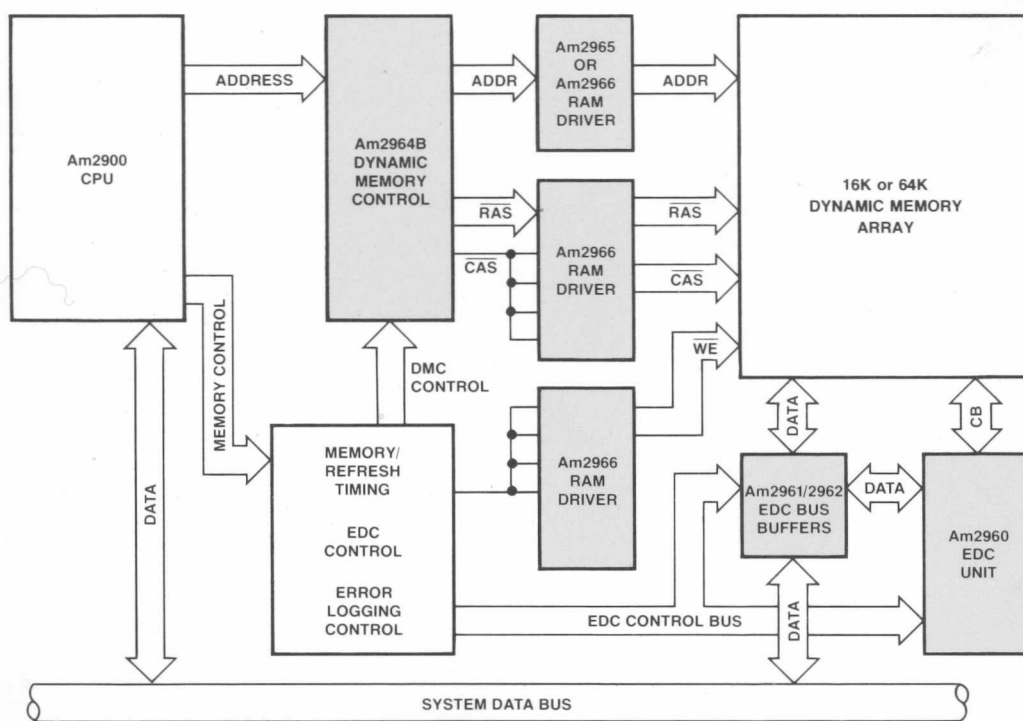 Am2900
CPU
ADDRESS
Am2964B
DYNAMIC
MEMORY
CONTROL
ADDR
Am2965
OR
Am2966
RAM
DRIVER
ADDR
16K or 64K
DYNAMIC MEMORY
ARRAY
RAS
CAS
Am2966
RAM
DRIVER
RAS
CAS
WE
MEMORY CONTROL
DMC
CONTROL
DATA
MEMORY/
REFRESH
TIMING
EDC
CONTROL
ERROR
LOGGING
CONTROL
Am2966
RAM
DRIVER
DATA
CB
Am2961/2962
EDC BUS
BUFFERS
DATA
Am2960
EDC
UNIT
EDC CONTROL BUS
DATA
SYSTEM DATA BUS